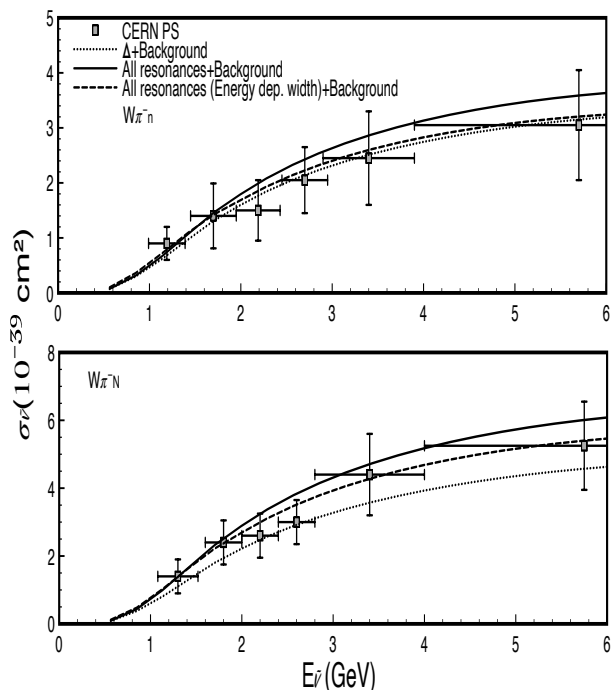 5
4
3
2
1
0
CERN PS
Δ+Background
All resonances+Background
All resonances (Energy dep. width)+Background
Wπ⁻n
0 1 2 3 4 5 6
σν̄(10⁻³⁹ cm²)
8
6
4
2
0
Wπ⁻N
0 1 2 3 4 5 6
Eν̄(GeV)